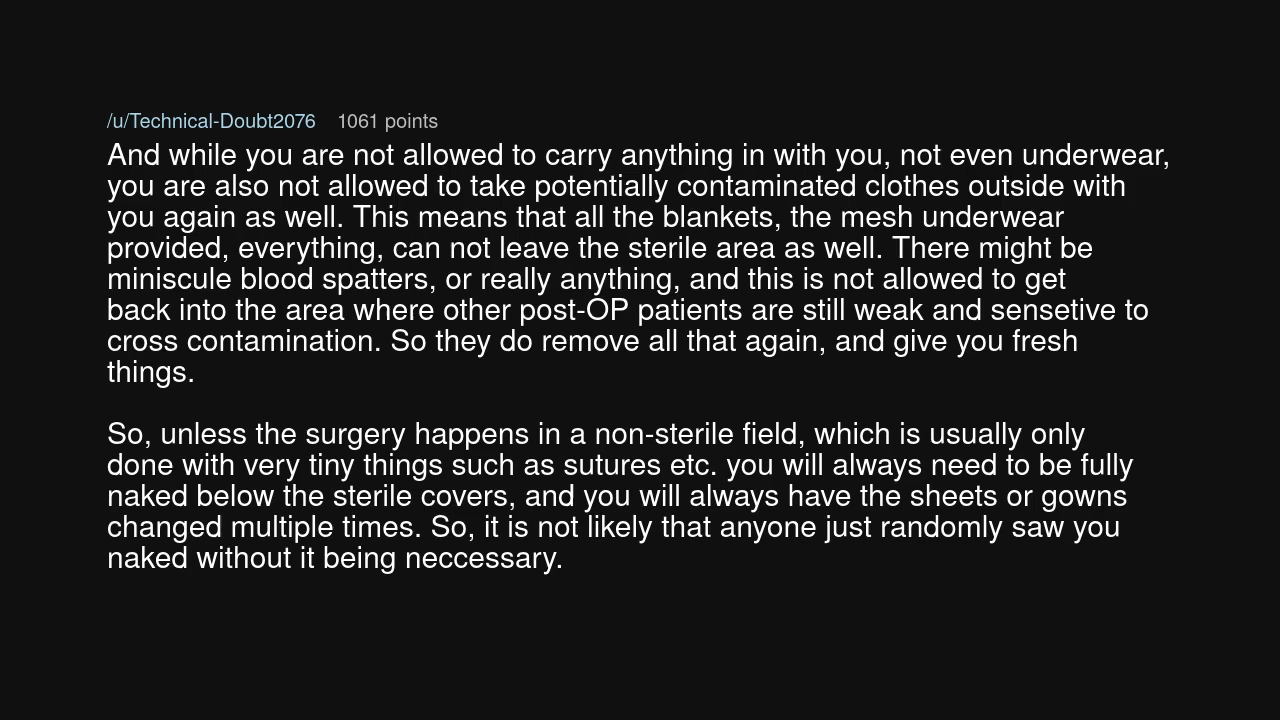 /u/Technical-Doubt2076 1061 points
And while you are not allowed to carry anything in with you, not even underwear,
you are also not allowed to take potentially contaminated clothes outside with
you again as well. This means that all the blankets, the mesh underwear
provided, everything, can not leave the sterile area as well. There might be
miniscule blood spatters, or really anything, and this is not allowed to get
back into the area where other post-OP patients are still weak and sensetive to
cross contamination. So they do remove all that again, and give you fresh
things.
So, unless the surgery happens in a non-sterile field, which is usually only
done with very tiny things such as sutures etc. you will always need to be fully
naked below the sterile covers, and you will always have the sheets or gowns
changed multiple times. So, it is not likely that anyone just randomly saw you
naked without it being neccessary.